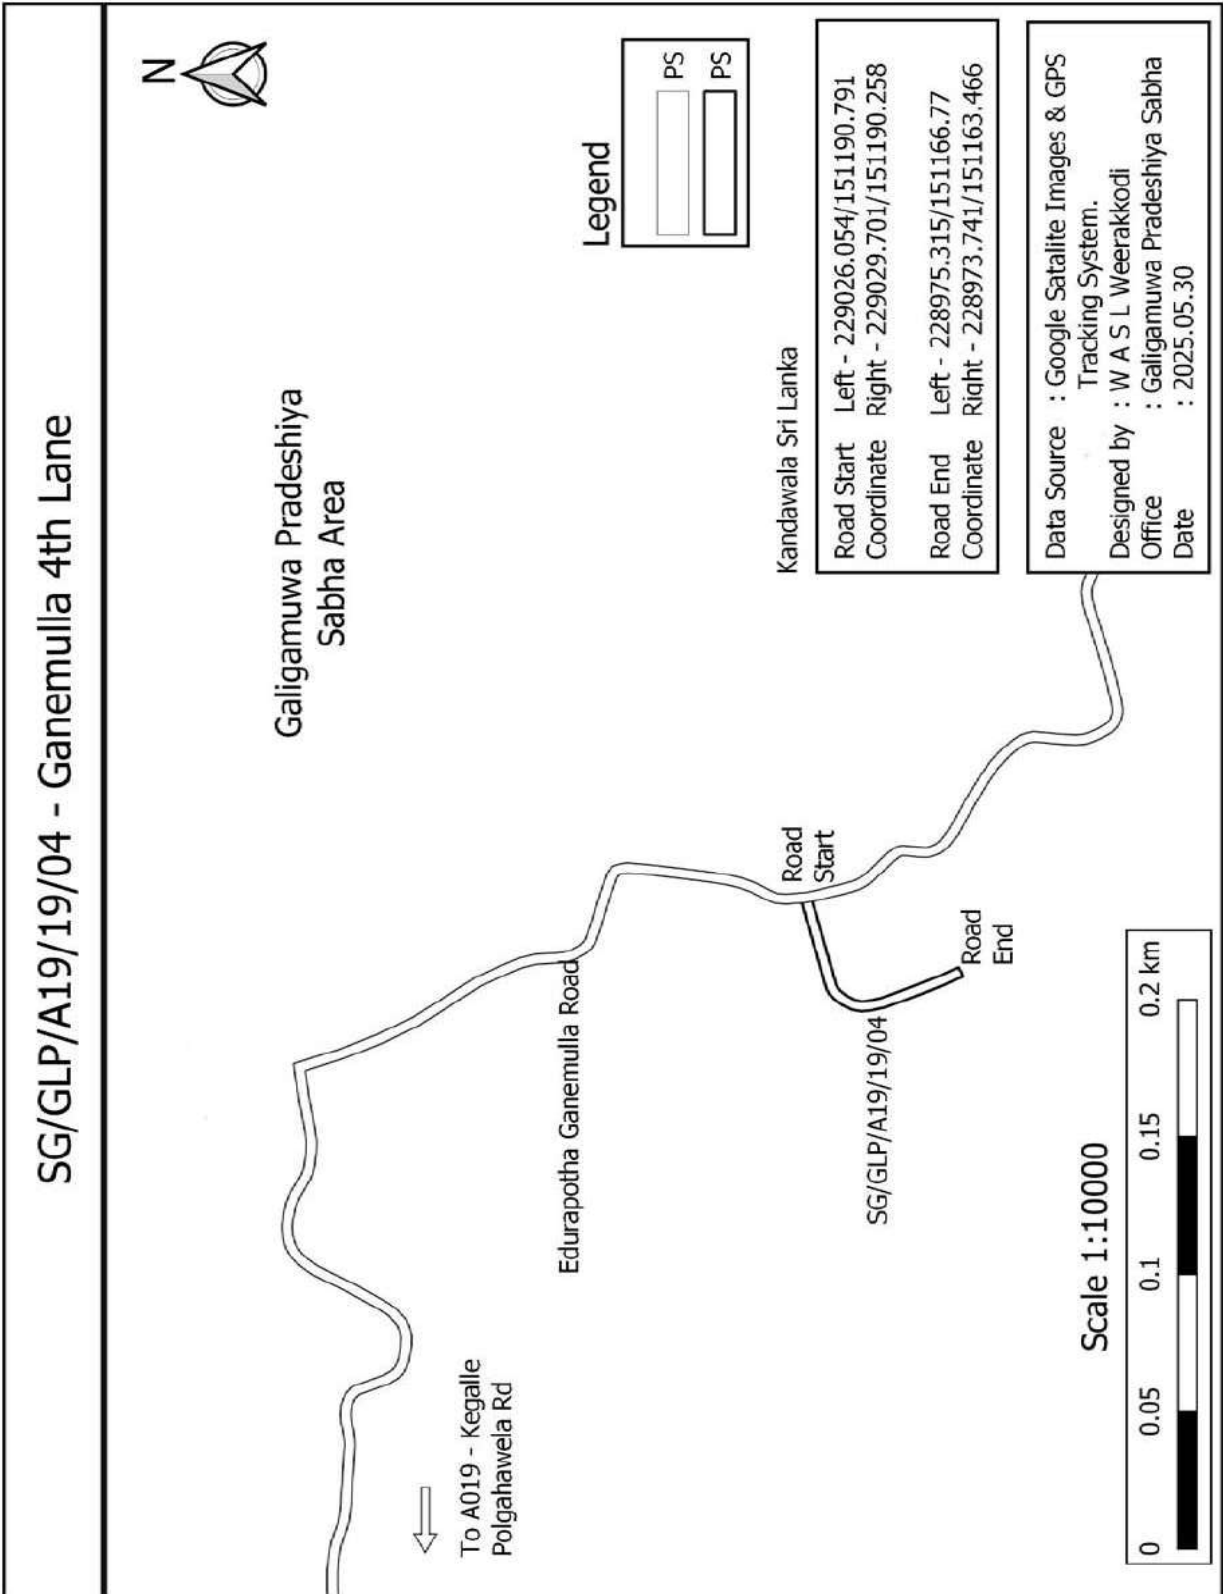 SG/GLP/A19/19/04 - Ganemulla 4th Lane
N
Galigamuwa Pradeshiya
Sabha Area
Legend
PS
PS
Edurapotha Ganemulla Road
To A019 - Kegalle
Polgahawela Rd
Kandawala Sri Lanka
Road
Start
SG/GLP/A19/19/04
Road
End
Road Start Left - 229026.054/151190.791
Coordinate Right - 229029.701/151190.258
Road End Left - 228975.315/151166.77
Coordinate Right - 228973.741/151163.466
Data Source : Google Satalite Images & GPS
Tracking System.
Designed by : W A S L Weerakkodi
Office : Galigamuwa Pradeshiya Sabha
Date : 2025.05.30
Scale 1:10000
0 0.05 0.1 0.15 0.2 km